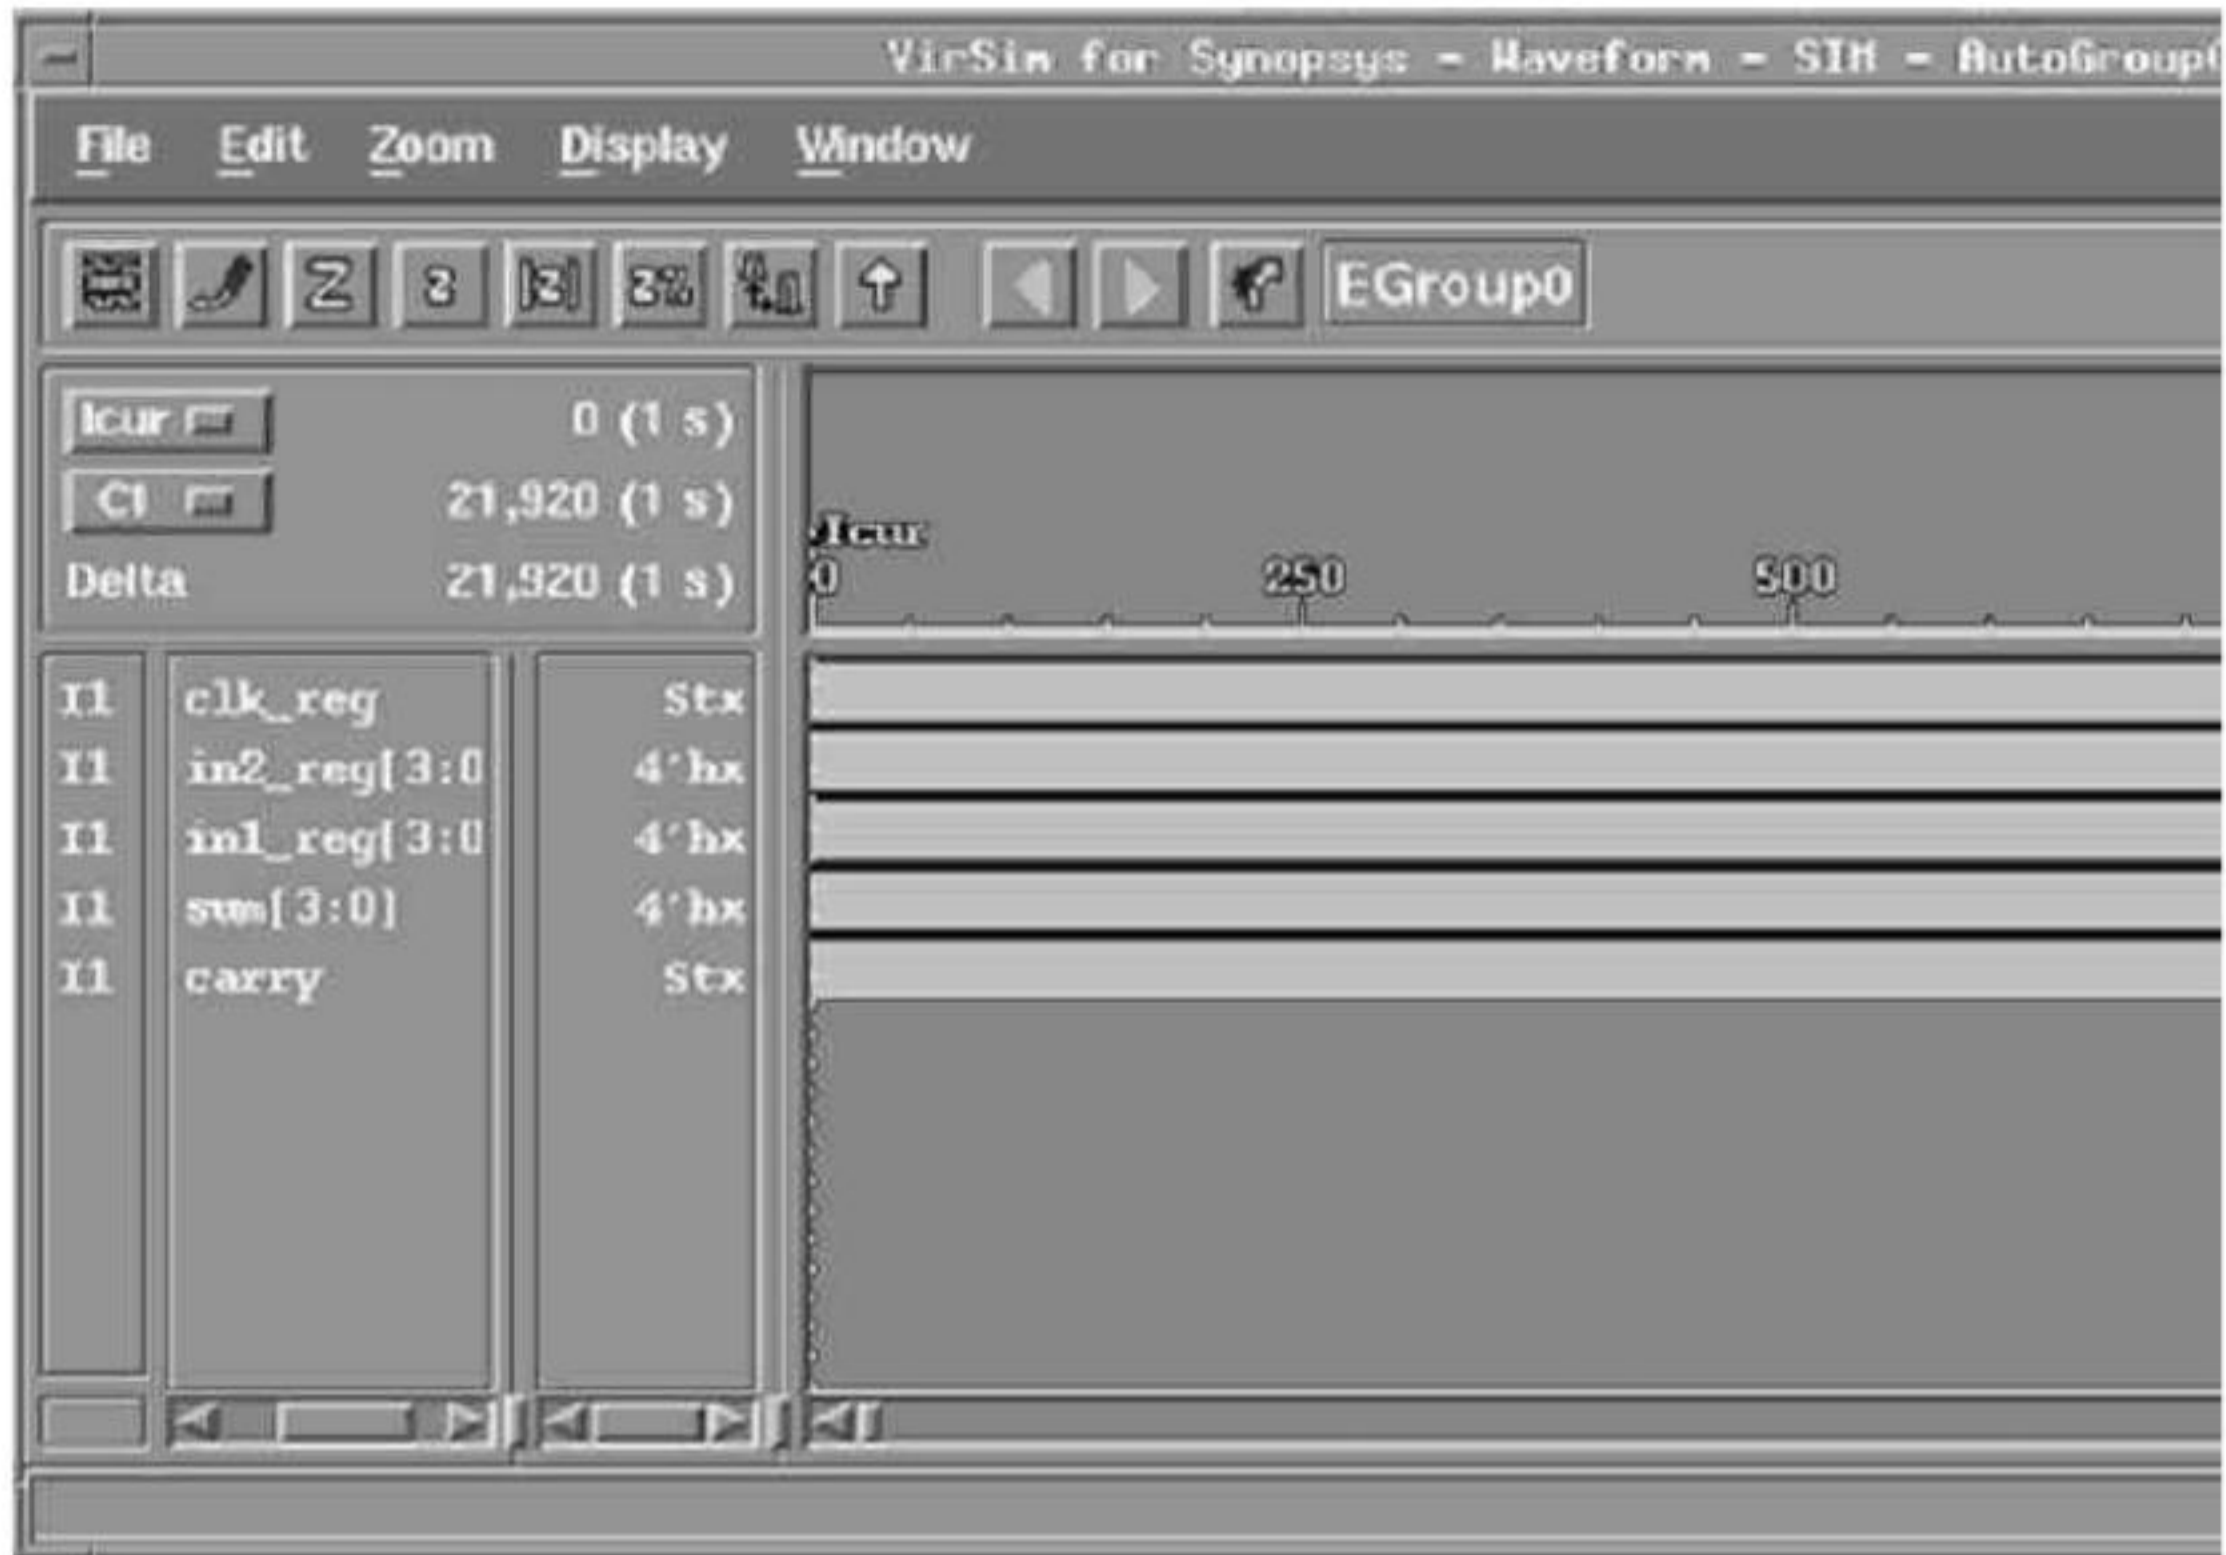 VirSim for Synopsys - Waveform - SIM - AutoGroup0
File Edit Zoom Display Window
Z 2 |z| z% EGroup0
Icur 0 (1 s)
C1 21,920 (1 s)
Delta 21,920 (1 s)
Icur
0 250 500
I1 clk_reg Stx
I1 in2_reg[3:0 4'hx
I1 in1_reg[3:0 4'hx
I1 sum[3:0] 4'hx
I1 carry Stx